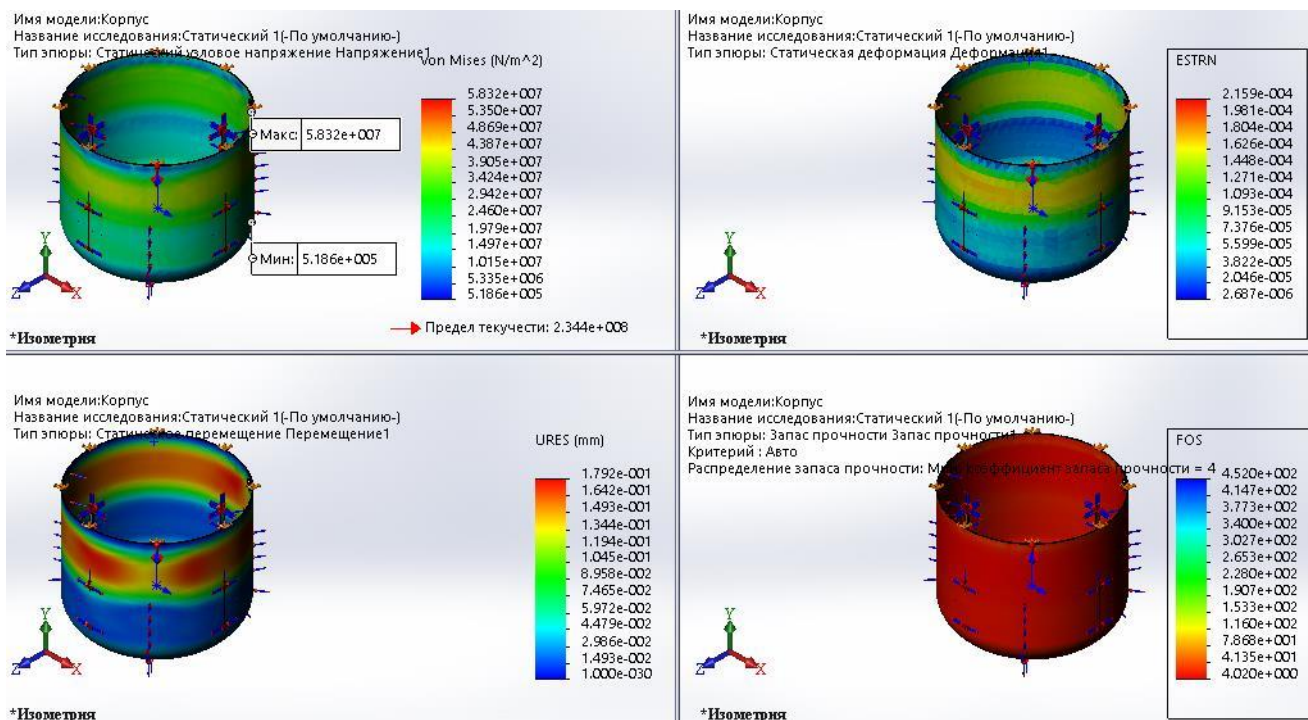 Имя модели:Корпус
Название исследования:Статический 1(-По умолчанию-)
Тип эпюры: Статический узловое напряжение Напряжение1
von Mises (N/m^2)
5.832e+007
5.350e+007
4.869e+007
4.387e+007
3.905e+007
3.424e+007
2.942e+007
2.460e+007
1.979e+007
1.497e+007
1.015e+007
5.335e+006
5.186e+005
Макс: 5.832e+007
Мин: 5.186e+005
Предел текучести: 2.344e+008
Y
Z
X
*Изометрия
Имя модели:Корпус
Название исследования:Статический 1(-По умолчанию-)
Тип эпюры: Статическая деформация Деформация1
ESTRN
2.159e-004
1.981e-004
1.804e-004
1.626e-004
1.448e-004
1.271e-004
1.093e-004
9.153e-005
7.376e-005
5.599e-005
3.822e-005
2.046e-005
2.687e-006
Y
Z
X
*Изометрия
Имя модели:Корпус
Название исследования:Статический 1(-По умолчанию-)
Тип эпюры: Статическое перемещение Перемещение1
URES (mm)
1.792e-001
1.642e-001
1.493e-001
1.344e-001
1.194e-001
1.045e-001
8.958e-002
7.465e-002
5.972e-002
4.479e-002
2.986e-002
1.493e-002
1.000e-030
Y
Z
X
*Изометрия
Имя модели:Корпус
Название исследования:Статический 1(-По умолчанию-)
Тип эпюры: Запас прочности Запас прочности1
Критерий : Авто
Распределение запаса прочности: Мин. коэффициент запаса прочности = 4
FOS
4.520e+002
4.147e+002
3.773e+002
3.400e+002
3.027e+002
2.653e+002
2.280e+002
1.907e+002
1.533e+002
1.160e+002
7.868e+001
4.135e+001
4.020e+000
Y
Z
X
*Изометрия